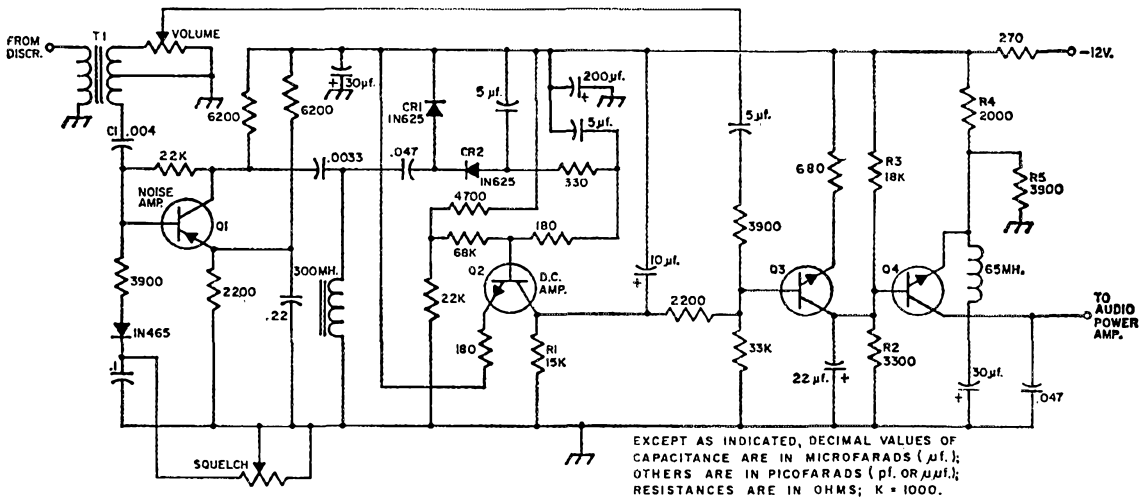 FROM
DISCR.
T1
VOLUME
270
-12V.
6200
6200
+ 30μf.
CR1
1N625
5μf.
200μf.
+
5μf.
5μf.
R4
2000
C1 .004
22K
.0033
.047
CR2
1N625
330
680
R3
18K
R5
3900
NOISE
AMP.
Q1
4700
68K
180
3900
3900
2200
.22
300MH.
22K
Q2
D.C.
AMP.
10μf.
+
2200
Q3
Q4
65MH.
TO
AUDIO
POWER
AMP.
1N465
.1
180
R1
15K
33K
22μf. +
R2
3300
30μf.
+
.047
SQUELCH
EXCEPT AS INDICATED, DECIMAL VALUES OF
CAPACITANCE ARE IN MICROFARADS (μf.);
OTHERS ARE IN PICOFARADS (pf. OR μμf.);
RESISTANCES ARE IN OHMS; K = 1000.